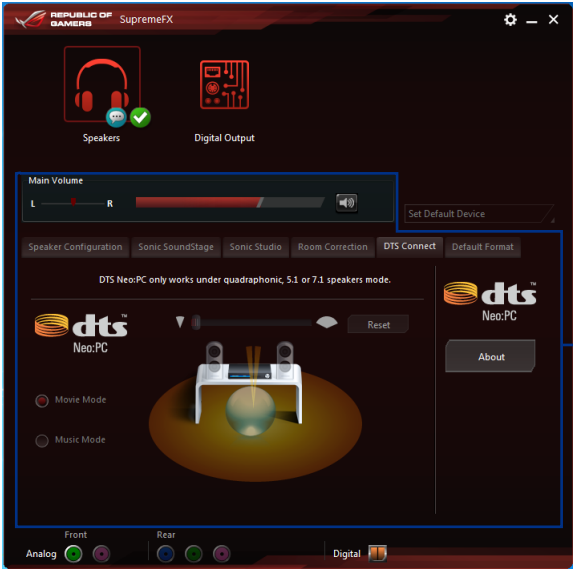 REPUBLIC OF
GAMERS
SupremeFX
Speakers
Digital Output
Main Volume
L
R
Set Default Device
Speaker Configuration
Sonic SoundStage
Sonic Studio
Room Correction
DTS Connect
Default Format
DTS Neo:PC only works under quadraphonic, 5.1 or 7.1 speakers mode.
dts
Neo:PC
Reset
Movie Mode
Music Mode
dts
Neo:PC
About
Front
Rear
Analog
Digital